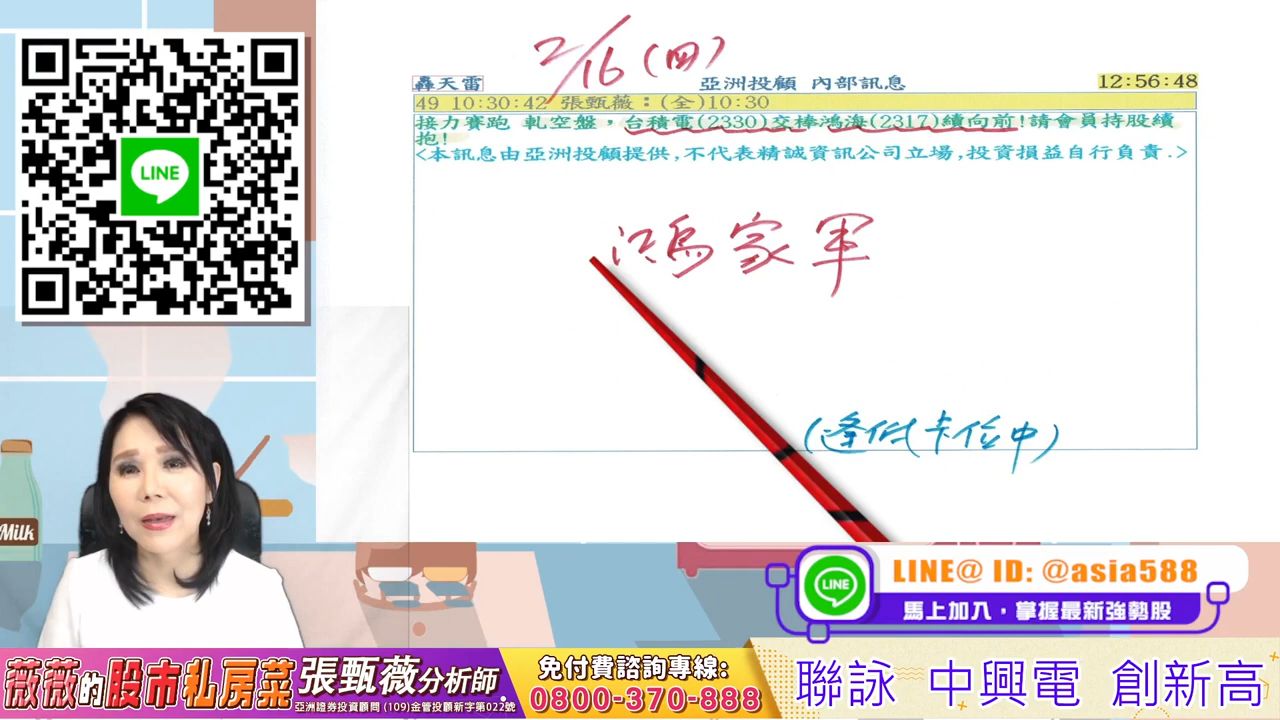 2/16(四)
轟天雷 亞洲投顧 內部訊息 12:56:48
49 10:30:42 張甄薇:(全)10:30
接力賽跑 軋空盤,台積電(2330)交棒鴻海(2317)續向前!請會員持股續
抱!
<本訊息由亞洲投顧提供,不代表精誠資訊公司立場,投資損益自行負責.>
鴻家軍
(逢低卡位中)
LINE
Milk
LINE
LINE@ ID: @asia588
馬上加入,掌握最新強勢股
薇薇的股市私房菜
張甄薇分析師
亞洲證券投資顧問 (109)金管投顧新字第022號
免付費諮詢專線:
0800-370-888
聯詠 中興電 創新高